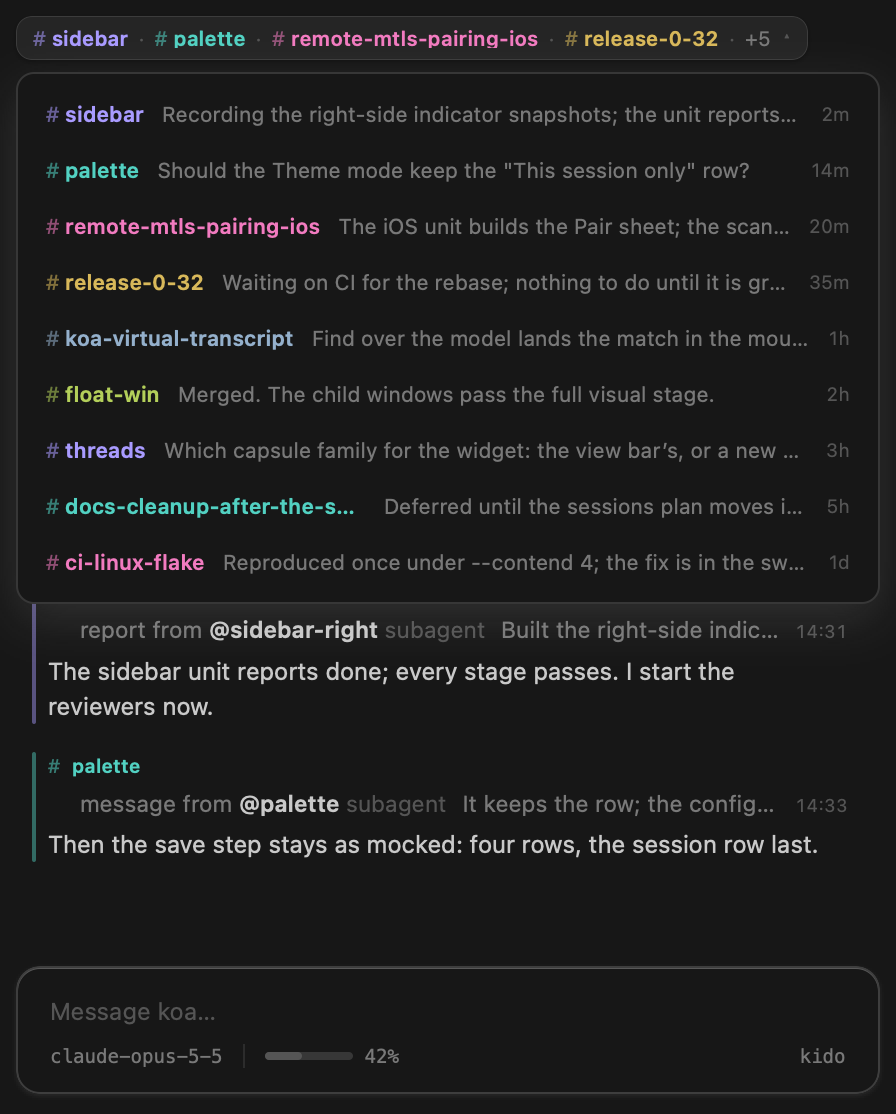 # sidebar · # palette · # remote-mtls-pairing-ios · # release-0-32 · +5
# sidebar Recording the right-side indicator snapshots; the unit reports... 2m
# palette Should the Theme mode keep the "This session only" row? 14m
# remote-mtls-pairing-ios The iOS unit builds the Pair sheet; the scan... 20m
# release-0-32 Waiting on CI for the rebase; nothing to do until it is gr... 35m
# koa-virtual-transcript Find over the model lands the match in the mou... 1h
# float-win Merged. The child windows pass the full visual stage. 2h
# threads Which capsule family for the widget: the view bar’s, or a new ... 3h
# docs-cleanup-after-the-s... Deferred until the sessions plan moves i... 5h
# ci-linux-flake Reproduced once under --contend 4; the fix is in the sw... 1d
report from @sidebar-right subagent Built the right-side indic... 14:31
The sidebar unit reports done; every stage passes. I start the
reviewers now.
# palette
message from @palette subagent It keeps the row; the config... 14:33
Then the save step stays as mocked: four rows, the session row last.
Message koa...
claude-opus-5-5 42% kido